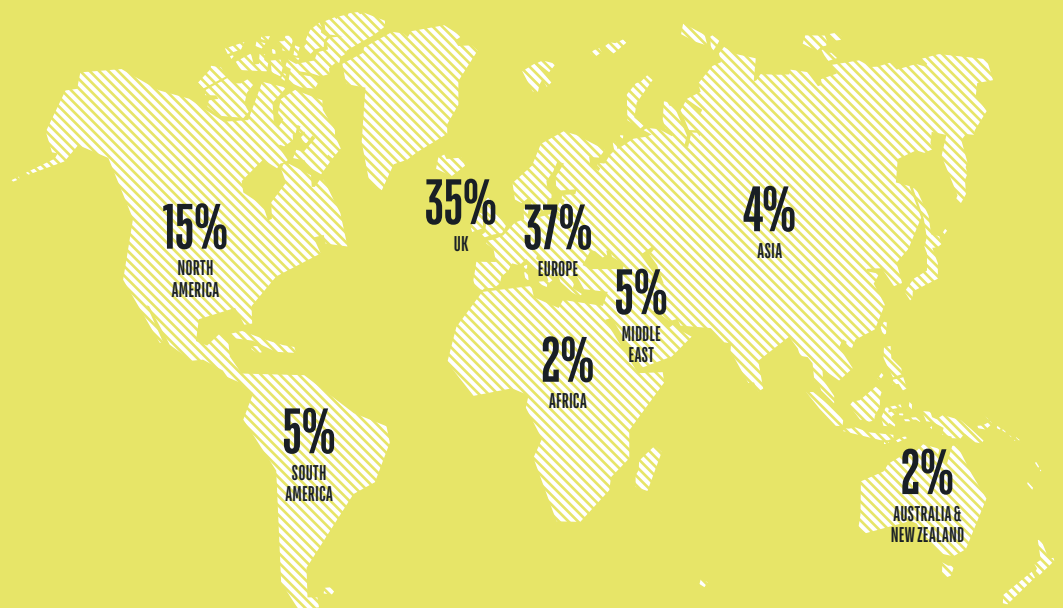 35%
UK
37%
EUROPE
4%
ASIA
15%
NORTH
AMERICA
5%
MIDDLE
EAST
2%
AFRICA
5%
SOUTH
AMERICA
2%
AUSTRALIA &
NEW ZEALAND